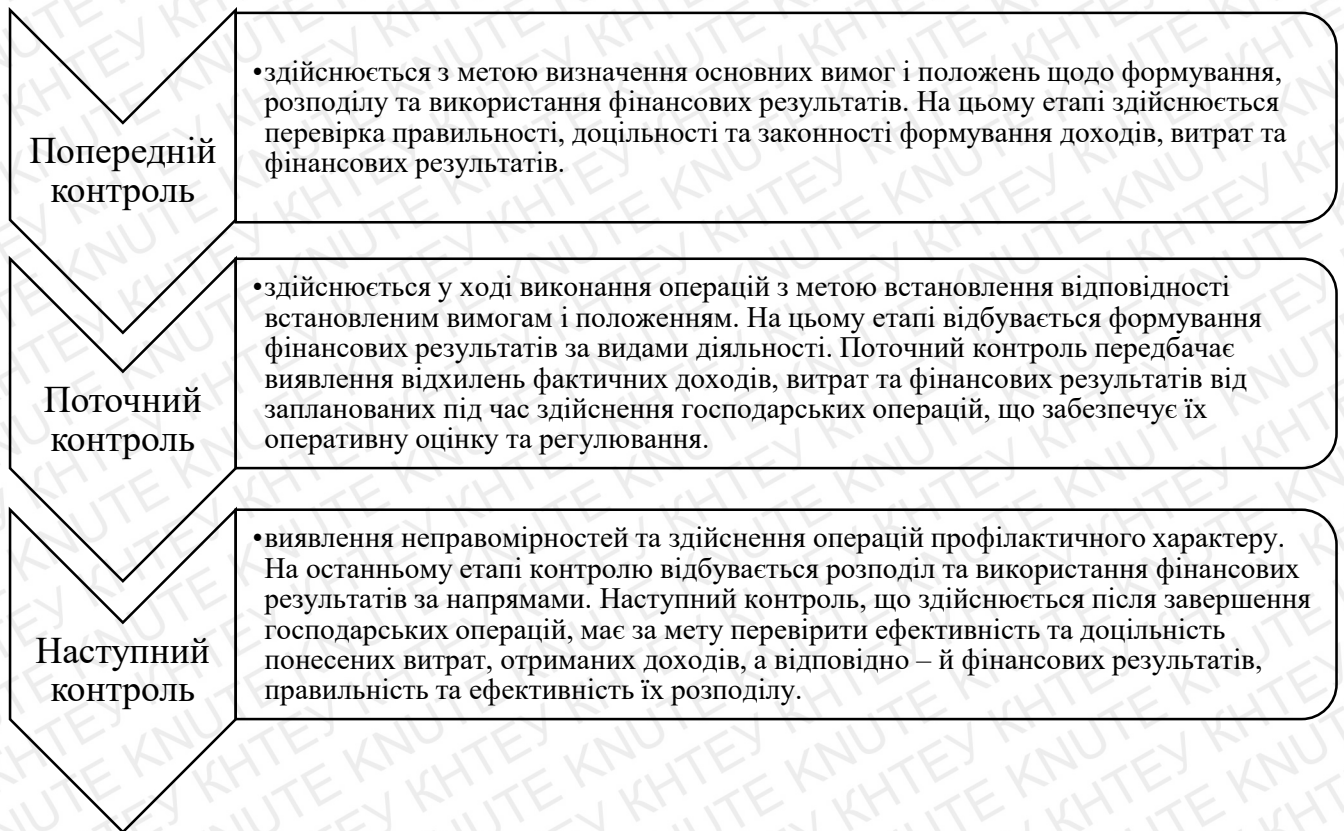 Попередній
контроль
•здійснюється з метою визначення основних вимог і положень щодо формування,
розподілу та використання фінансових результатів. На цьому етапі здійснюється
перевірка правильності, доцільності та законності формування доходів, витрат та
фінансових результатів.
Поточний
контроль
•здійснюється у ході виконання операцій з метою встановлення відповідності
встановленим вимогам і положенням. На цьому етапі відбувається формування
фінансових результатів за видами діяльності. Поточний контроль передбачає
виявлення відхилень фактичних доходів, витрат та фінансових результатів від
запланованих під час здійснення господарських операцій, що забезпечує їх
оперативну оцінку та регулювання.
Наступний
контроль
•виявлення неправомірностей та здійснення операцій профілактичного характеру.
На останньому етапі контролю відбувається розподіл та використання фінансових
результатів за напрямами. Наступний контроль, що здійснюється після завершення
господарських операцій, має за мету перевірити ефективність та доцільність
понесених витрат, отриманих доходів, а відповідно – й фінансових результатів,
правильність та ефективність їх розподілу.